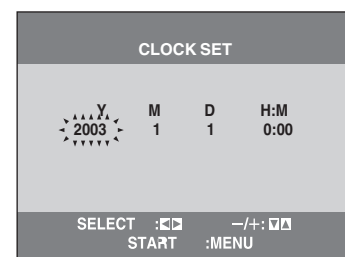 CLOCK SET
Y M D H:M
2003 1 1 0:00
SELECT :◀▶ –/+: ▼▲
START :MENU